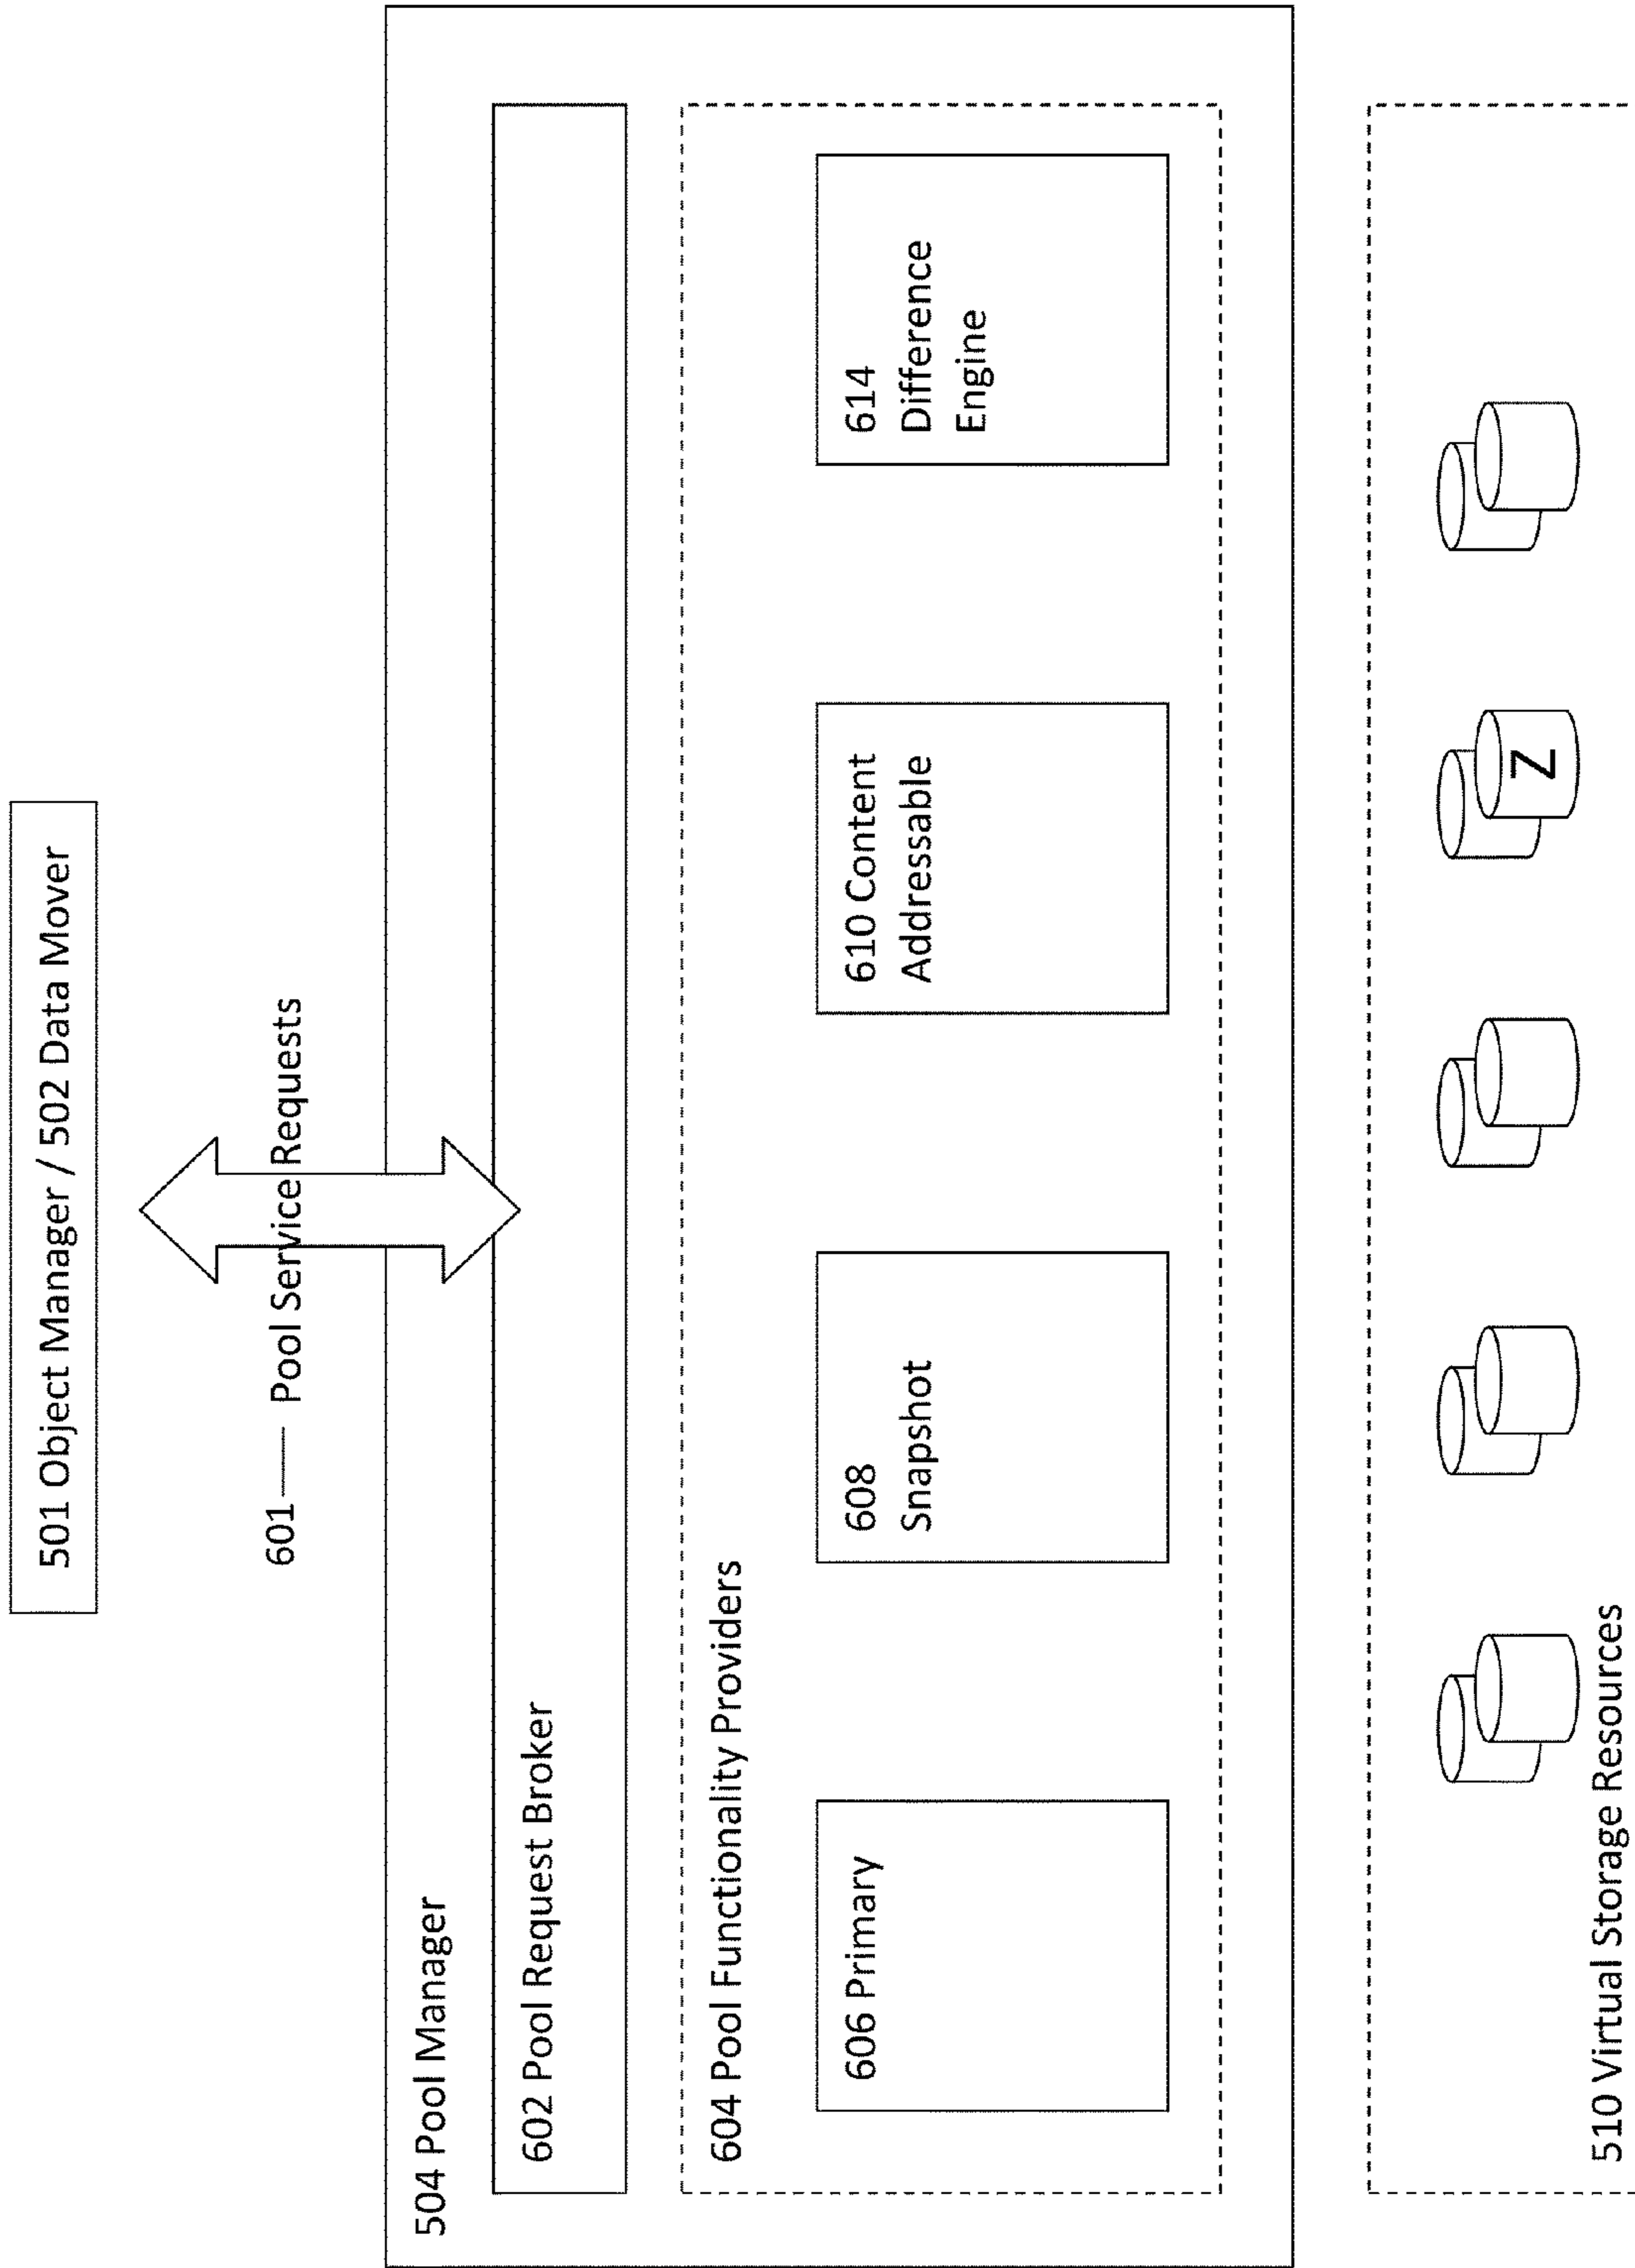 501 Object Manager / 502 Data Mover
601
Pool Service Requests
504 Pool Manager
602 Pool Request Broker
604 Pool Functionality Providers
606 Primary
608
Snapshot
610 Content
Addressable
614
Difference
Engine
Z
510 Virtual Storage Resources